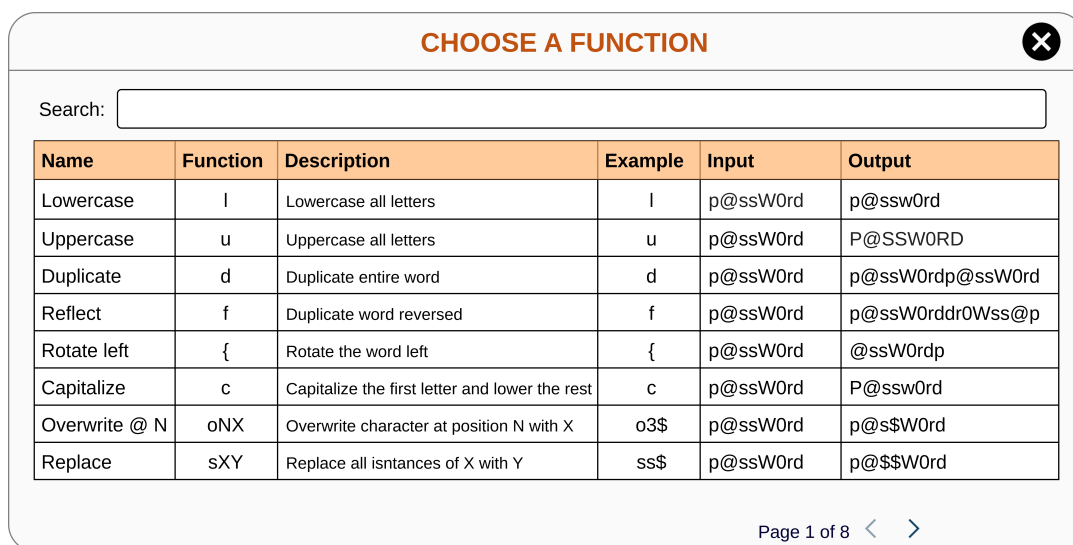 CHOOSE A FUNCTION
Search:
Name Function Description Example Input Output
Lowercase l Lowercase all letters l p@ssW0rd p@ssw0rd
Uppercase u Uppercase all letters u p@ssW0rd P@SSW0RD
Duplicate d Duplicate entire word d p@ssW0rd p@ssW0rdp@ssW0rd
Reflect f Duplicate word reversed f p@ssW0rd p@ssW0rddr0Wss@p
Rotate left { Rotate the word left { p@ssW0rd @ssW0rdp
Capitalize c Capitalize the first letter and lower the rest c p@ssW0rd P@ssw0rd
Overwrite @ N oNX Overwrite character at position N with X o3$ p@ssW0rd p@s$W0rd
Replace sXY Replace all isntances of X with Y ss$ p@ssW0rd p@$$W0rd
Page 1 of 8